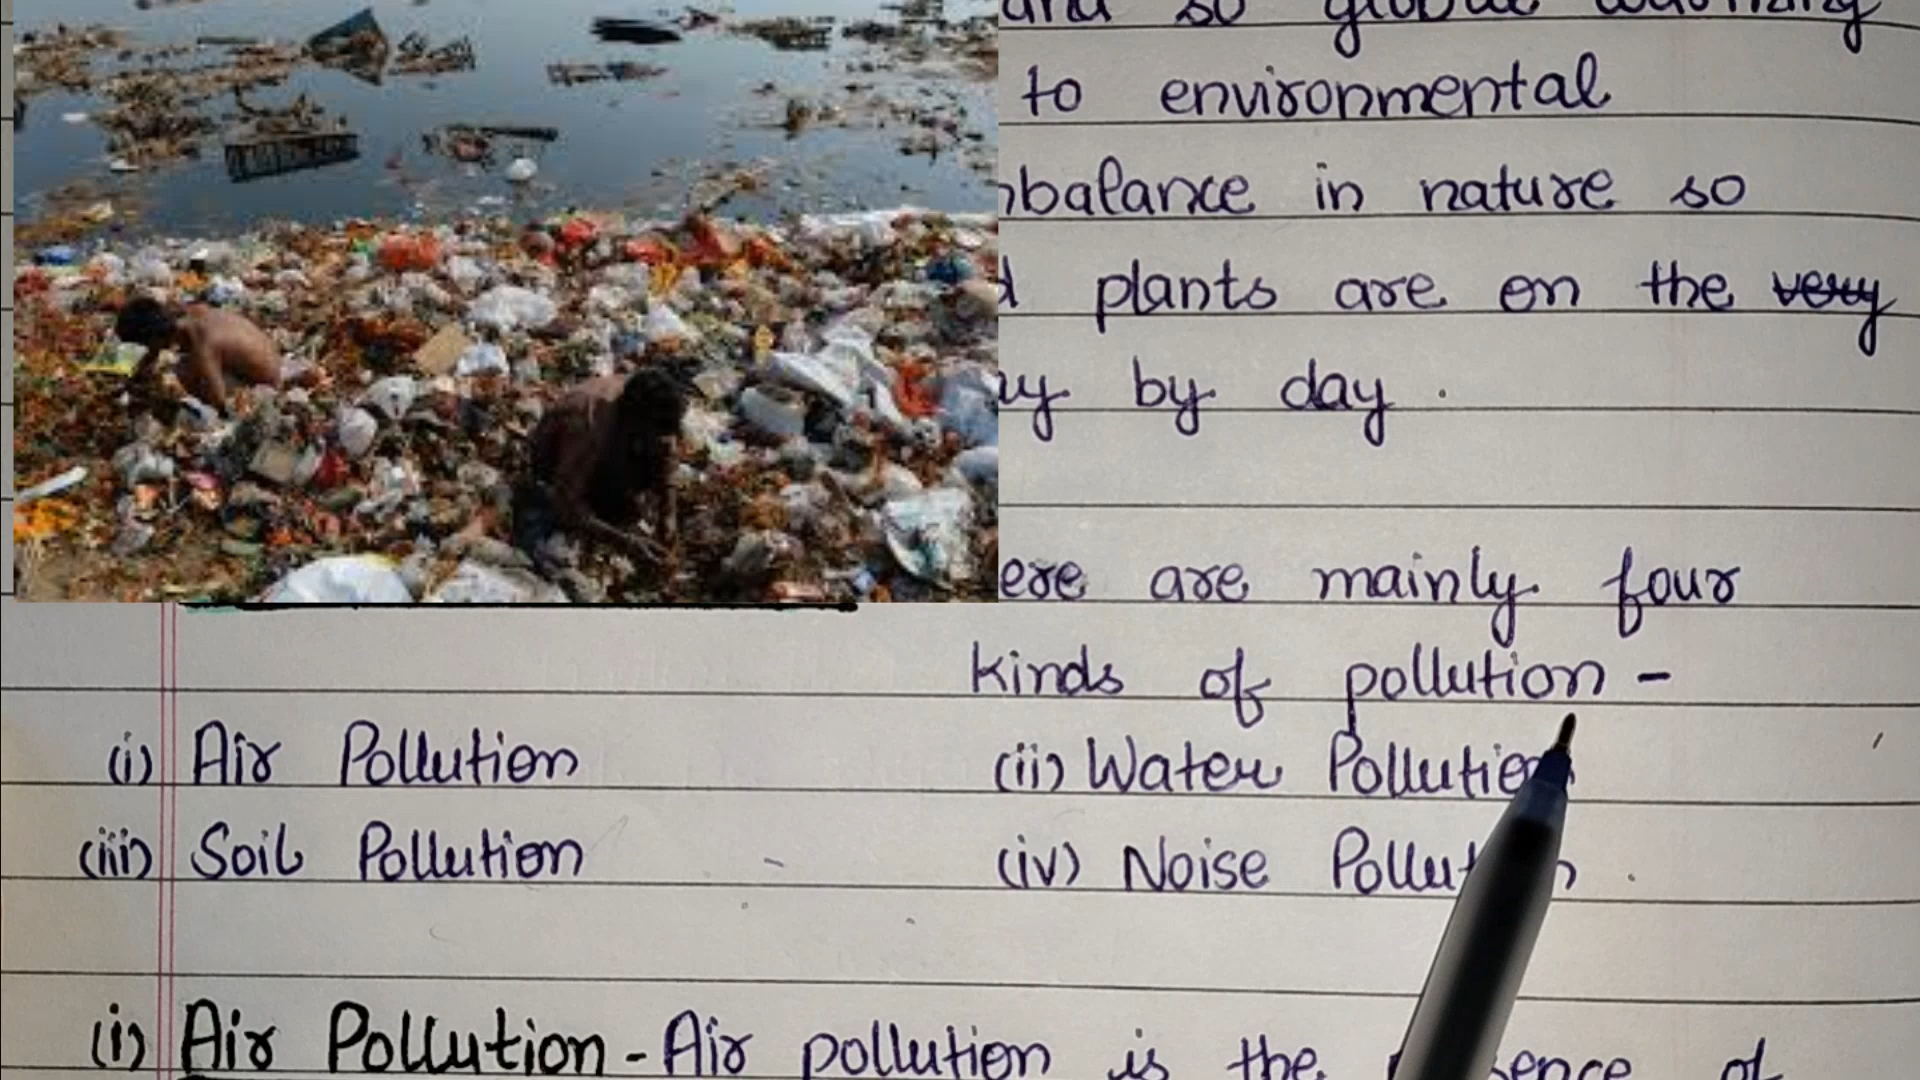 and so global warming
to environmental
balance in nature so
plants are on the very
by day.
are mainly four
kinds of pollution -
(i) Air Pollution
(ii) Water Pollution
(iii) Soil Pollution
(iv) Noise
(i) Air Pollution - Air pollution is the of